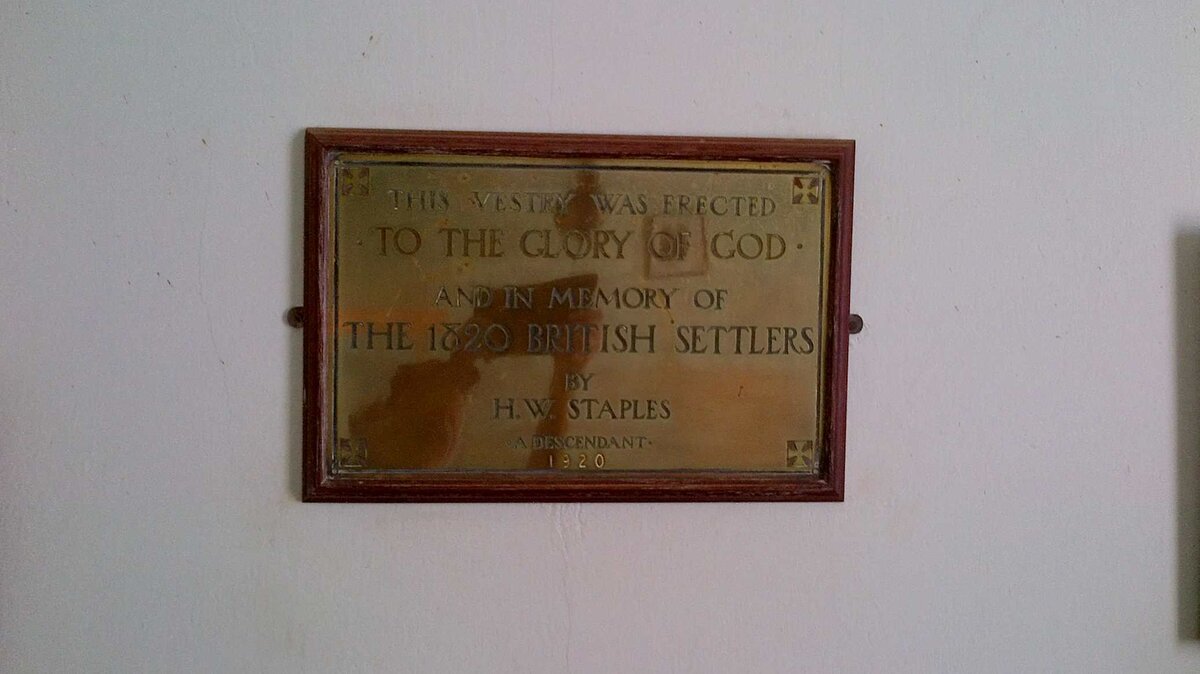 THIS VESTRY WAS ERECTED
TO THE GLORY OF GOD ·
AND IN MEMORY OF
THE 1820 BRITISH SETTLERS
BY
H.W. STAPLES
· A DESCENDANT ·
1920